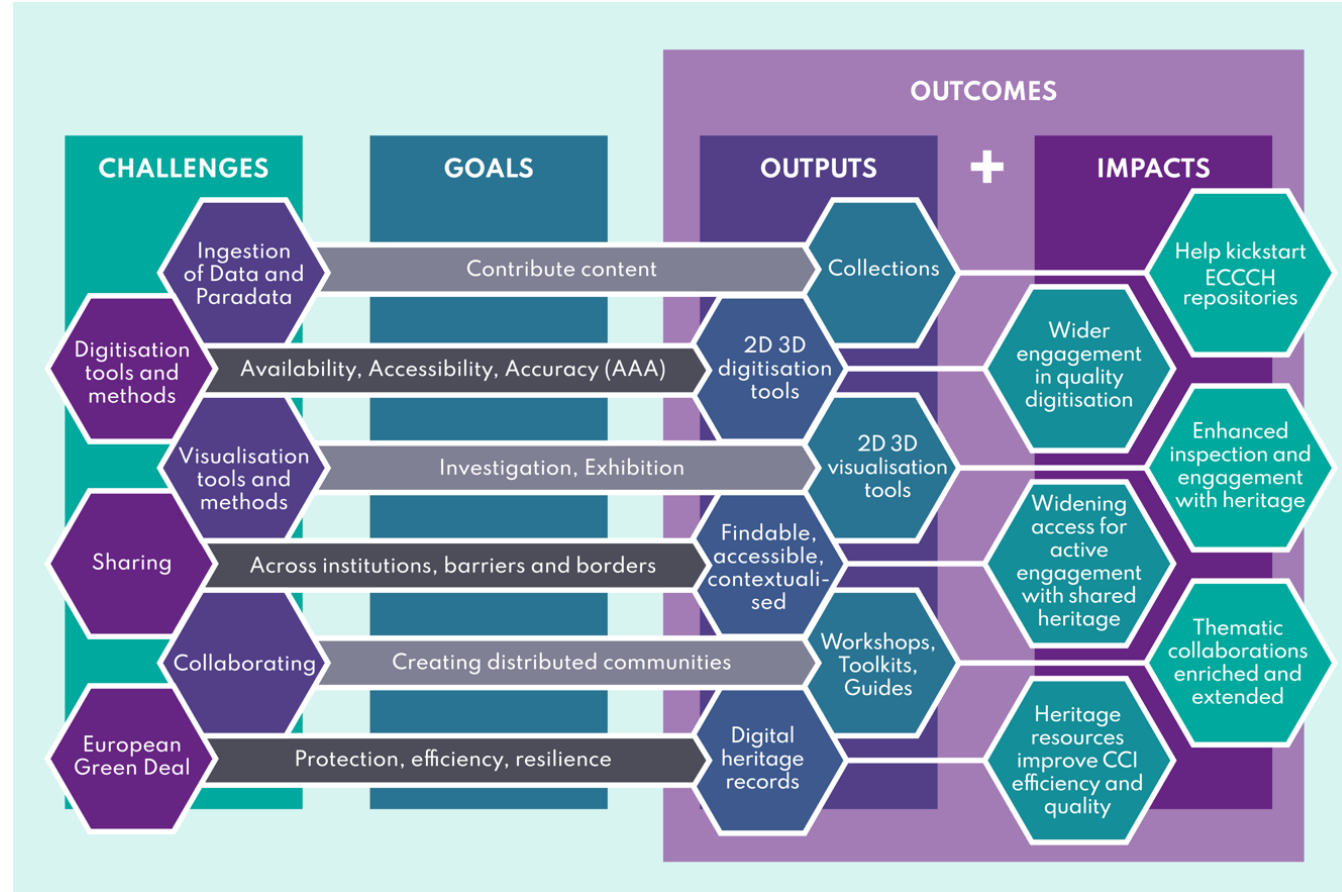 OUTCOMES
CHALLENGES
GOALS
OUTPUTS
+
IMPACTS
Ingestion
of Data and
Paradata
Contribute content
Collections
Help kickstart
ECCCH
repositories
Digitisation
tools and
methods
Availability, Accessibility, Accuracy (AAA)
2D 3D
digitisation
tools
Wider
engagement
in quality
digitisation
Visualisation
tools and
methods
Investigation, Exhibition
2D 3D
visualisation
tools
Enhanced
inspection and
engagement
with heritage
Sharing
Across institutions, barriers and borders
Findable,
accessible,
contextuali-
sed
Widening
access for
active
engagement
with shared
heritage
Collaborating
Creating distributed communities
Workshops,
Toolkits,
Guides
Thematic
collaborations
enriched and
extended
European
Green Deal
Protection, efficiency, resilience
Digital
heritage
records
Heritage
resources
improve CCI
efficiency and
quality